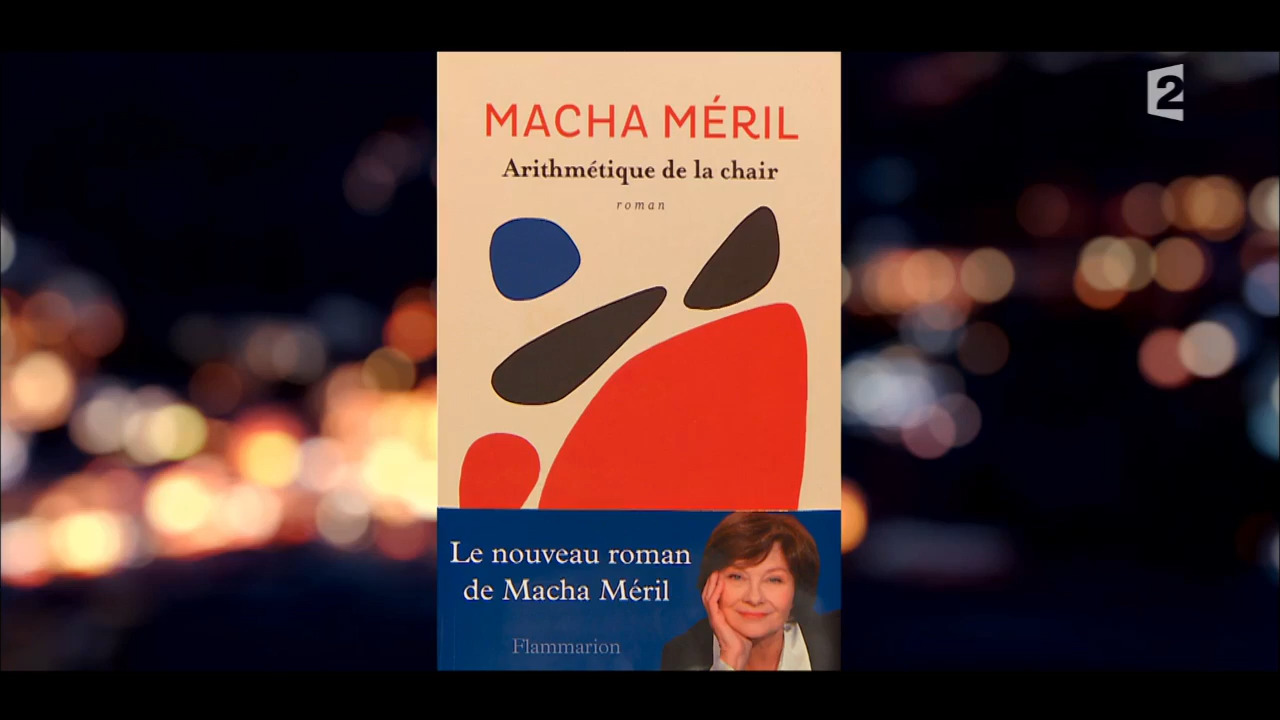 2
MACHA MÉRIL
Arithmétique de la chair
roman
Le nouveau roman
de Macha Méril
Flammarion